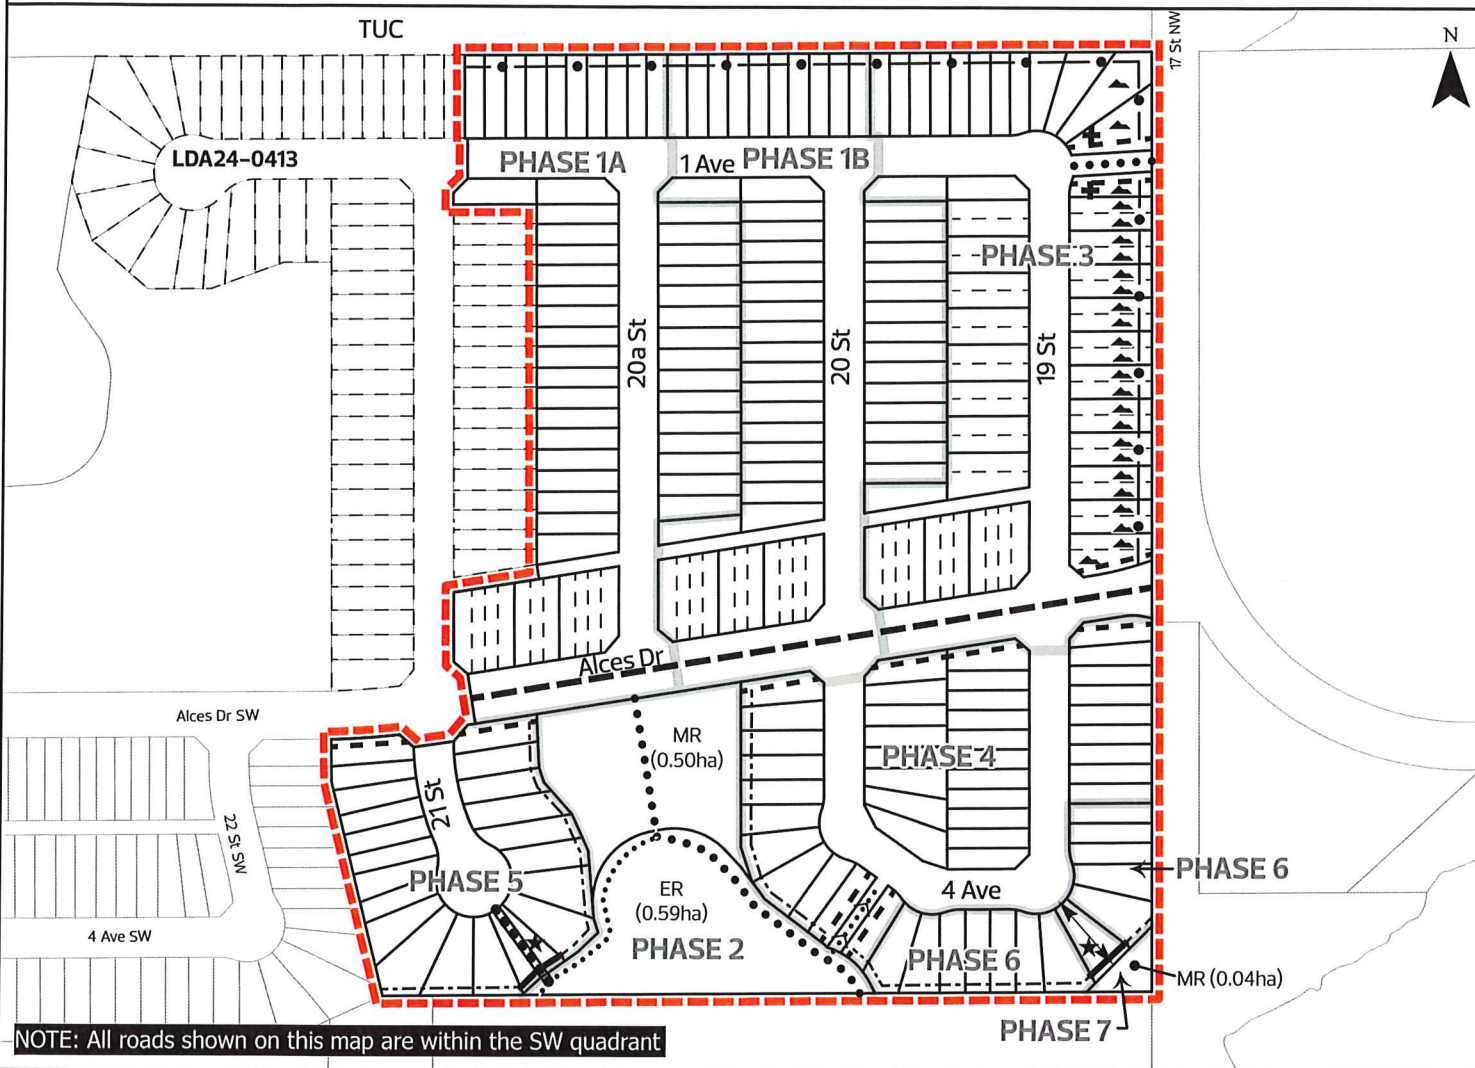 TUC
17 St NW
N
LDA24-0413
PHASE 1A
1 Ave
PHASE 1B
PHASE 3
20a St
20 St
19 St
Alces Dr
Alces Dr SW
MR
(0.50ha)
PHASE 4
21 St
22 St SW
PHASE 5
ER
(0.59ha)
PHASE 2
4 Ave
PHASE 6
4 Ave SW
PHASE 6
MR (0.04ha)
PHASE 7
NOTE: All roads shown on this map are within the SW quadrant